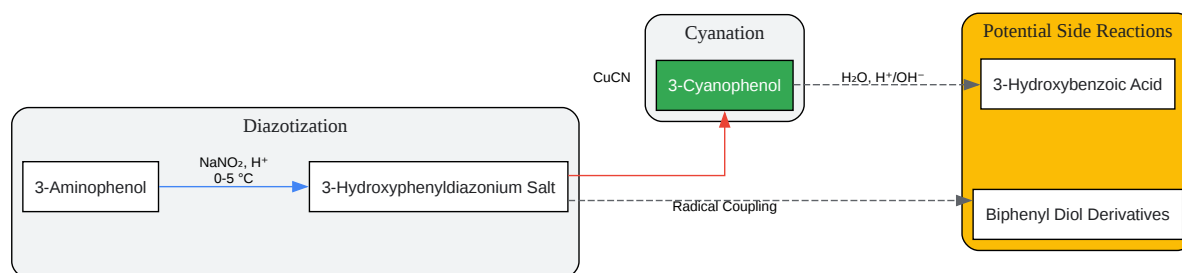 Cyanation
Potential Side Reactions
CuCN
3-Cyanophenol
H₂O, H⁺/OH⁻
3-Hydroxybenzoic Acid
Diazotization
3-Aminophenol
NaNO₂, H⁺
0-5 °C
3-Hydroxyphenyldiazonium Salt
Radical Coupling
Biphenyl Diol Derivatives